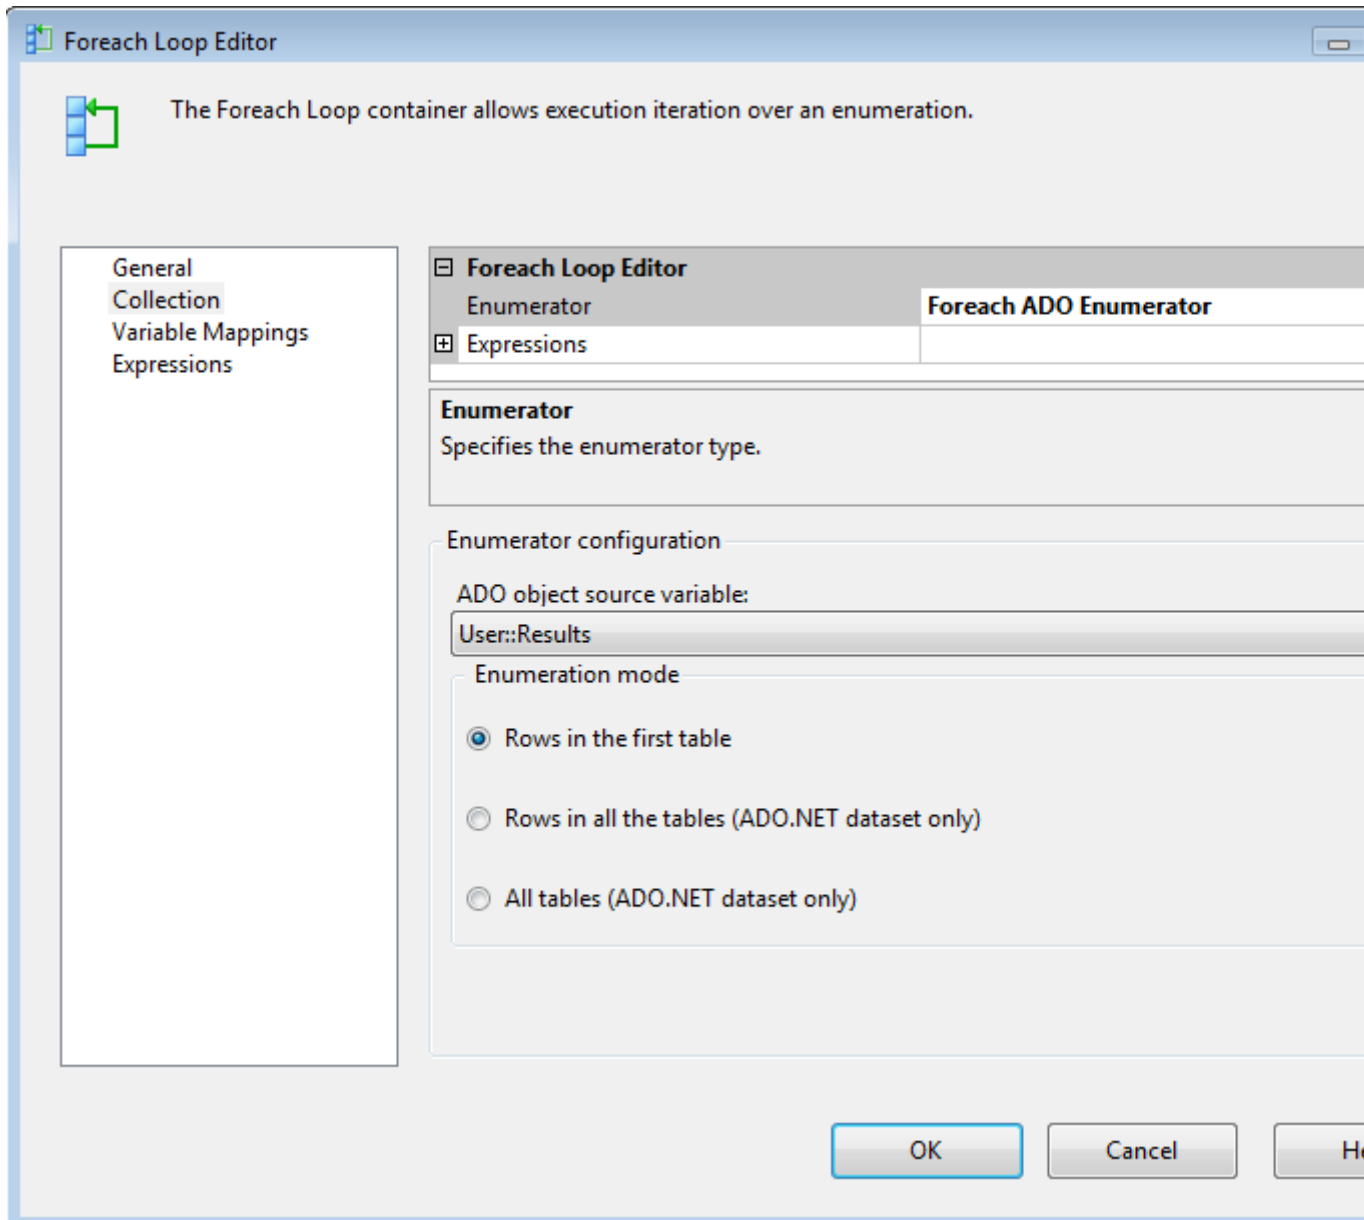 Foreach Loop Editor
The Foreach Loop container allows execution iteration over an enumeration.
General
Collection
Variable Mappings
Expressions
Foreach Loop Editor
Enumerator Foreach ADO Enumerator
Expressions
Enumerator
Specifies the enumerator type.
Enumerator configuration
ADO object source variable:
User::Results
Enumeration mode
Rows in the first table
Rows in all the tables (ADO.NET dataset only)
All tables (ADO.NET dataset only)
OK Cancel